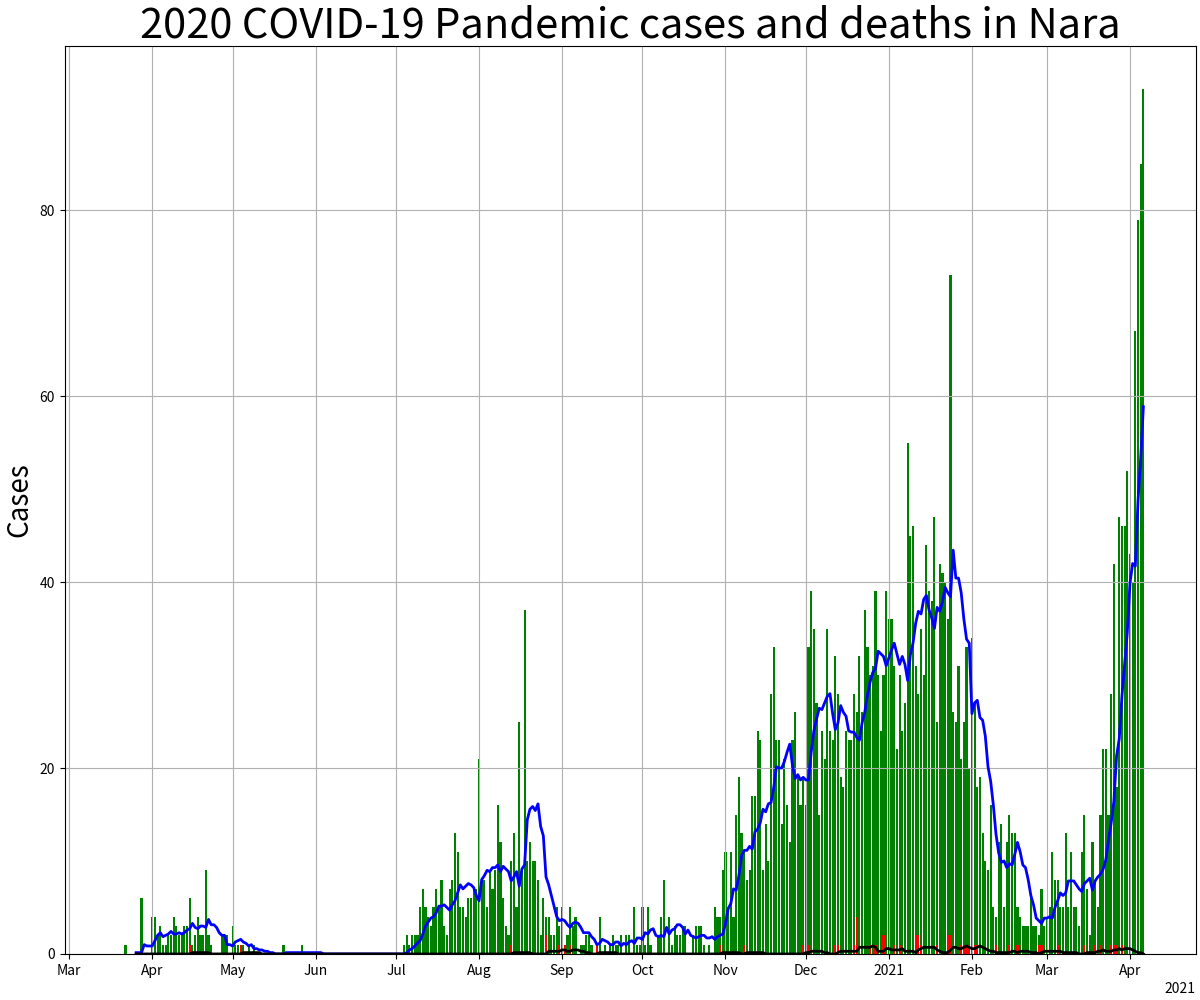 2020 COVID-19 Pandemic cases and deaths in Nara
Cases
80
60
40
20
0
Mar Apr May Jun Jul Aug Sep Oct Nov Dec 2021 Feb Mar Apr
2021